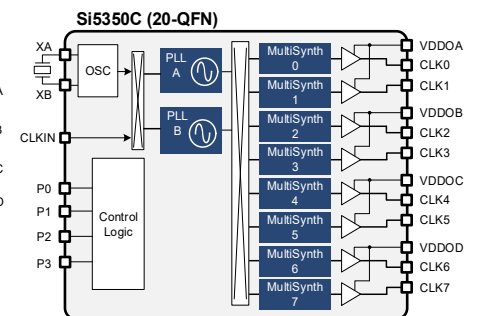 Si5350C (20-QFN)
XA
XB
CLKIN
P0
P1
P2
P3
OSC
Control
Logic
PLL
A
PLL
B
MultiSynth
0
MultiSynth
1
MultiSynth
2
MultiSynth
3
MultiSynth
4
MultiSynth
5
MultiSynth
6
MultiSynth
7
VDDOA
CLK0
CLK1
VDDOB
CLK2
CLK3
VDDOC
CLK4
CLK5
VDDOD
CLK6
CLK7